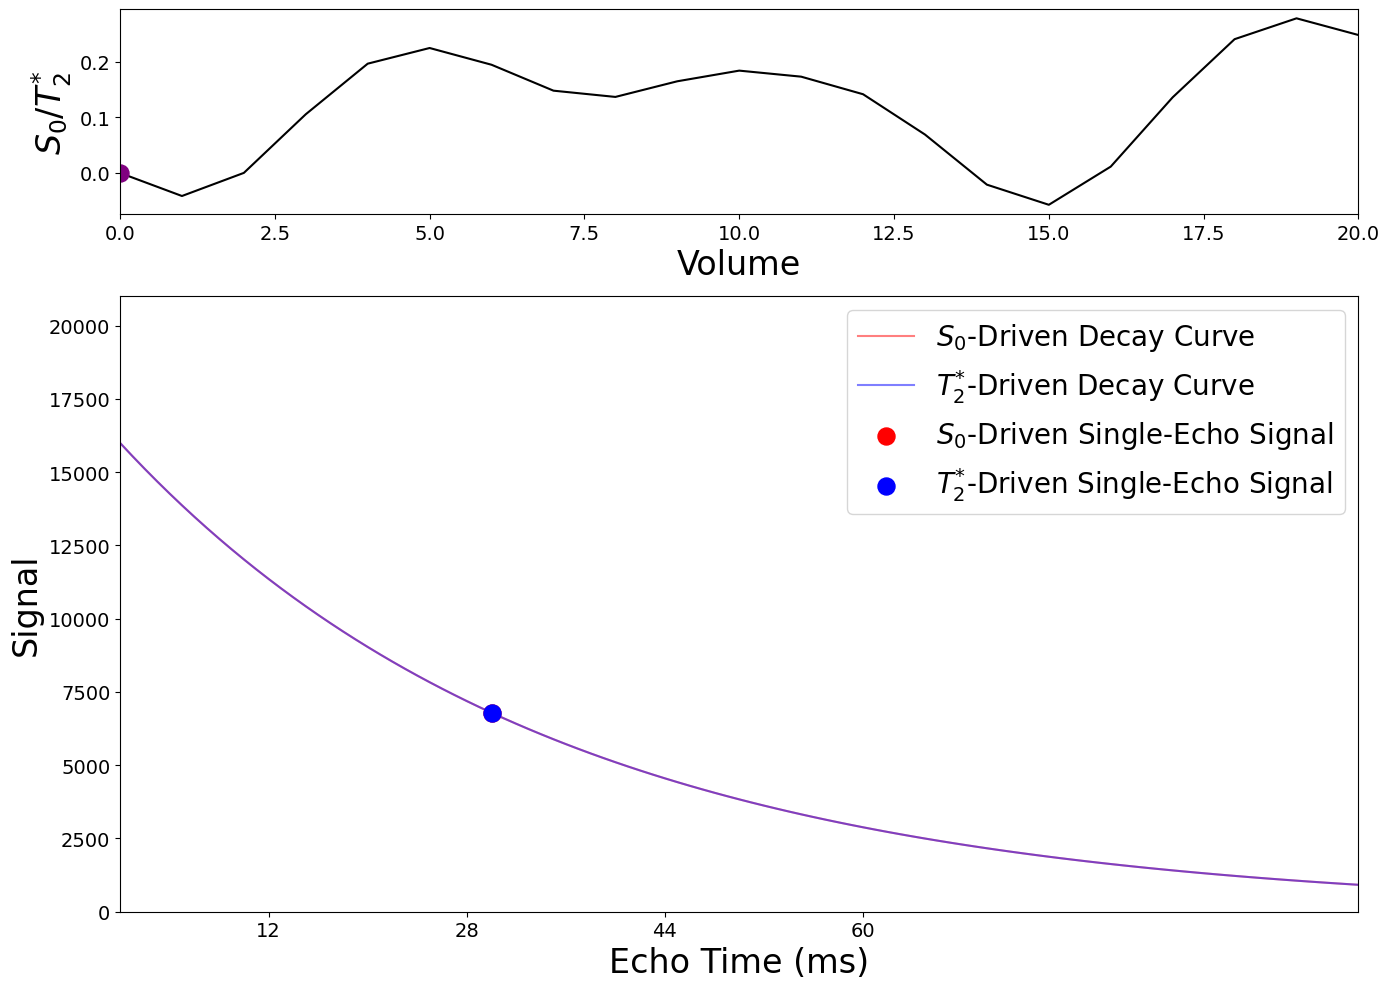 S₀/T₂*
0.2
0.1
0.0
0.0 2.5 5.0 7.5 10.0 12.5 15.0 17.5 20.0
Volume
Signal
20000
17500
15000
12500
10000
7500
5000
2500
0
S₀-Driven Decay Curve
T₂*-Driven Decay Curve
S₀-Driven Single-Echo Signal
T₂*-Driven Single-Echo Signal
12 28 44 60
Echo Time (ms)